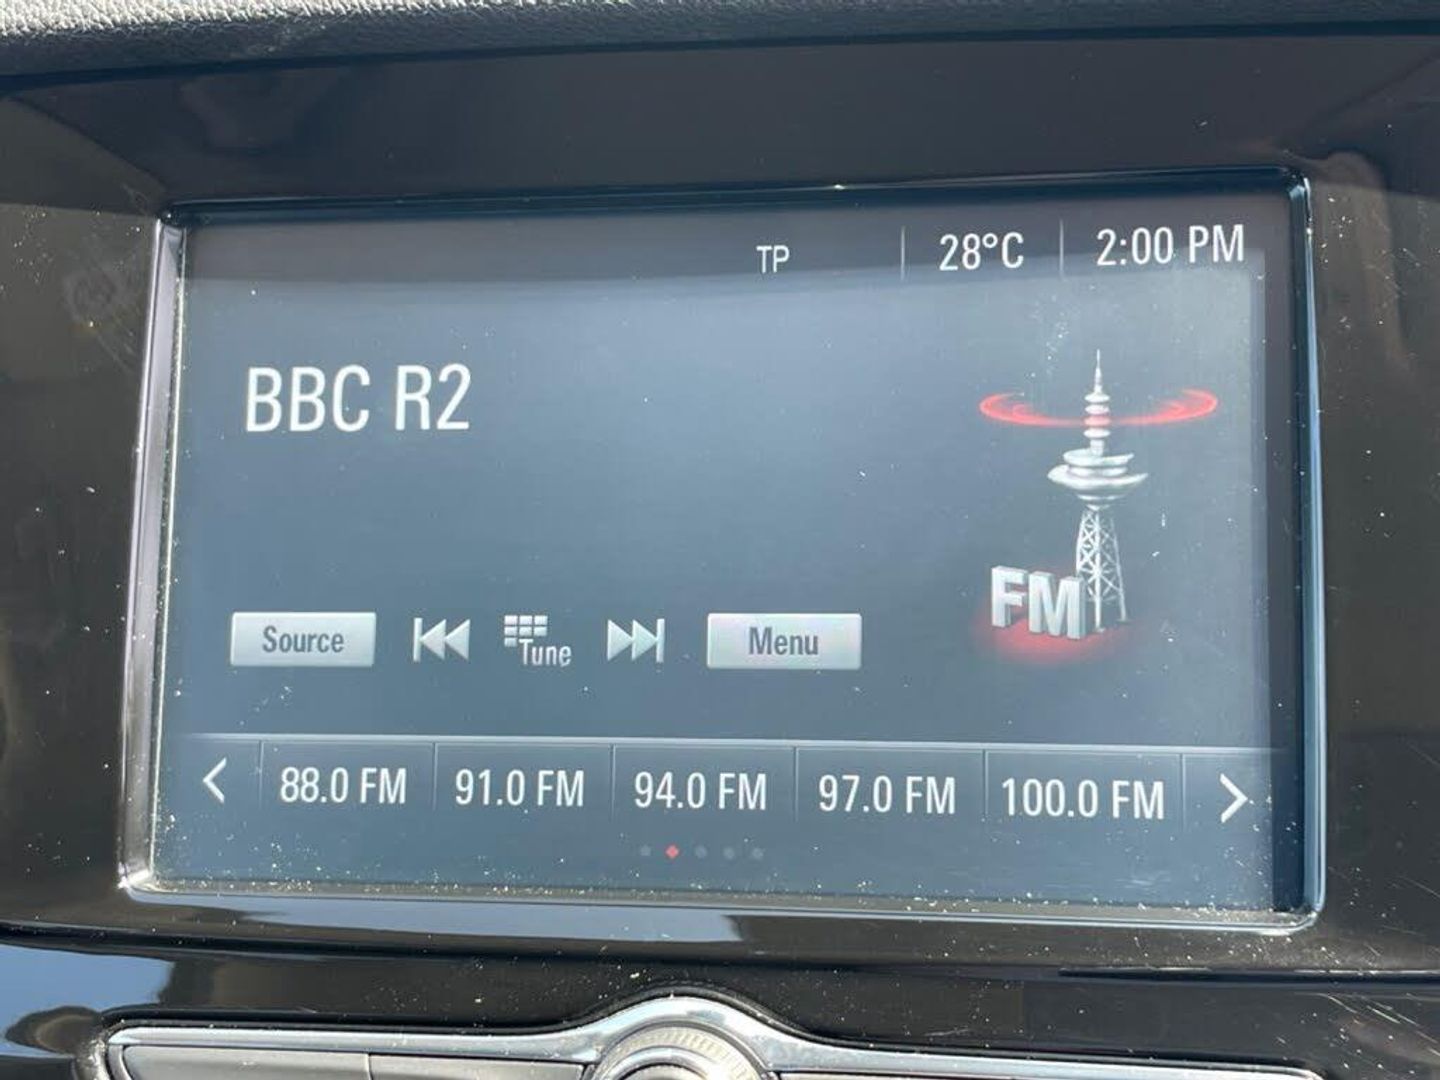 TP 28°C 2:00 PM
BBC R2
FM
Source Tune Menu
88.0 FM 91.0 FM 94.0 FM 97.0 FM 100.0 FM